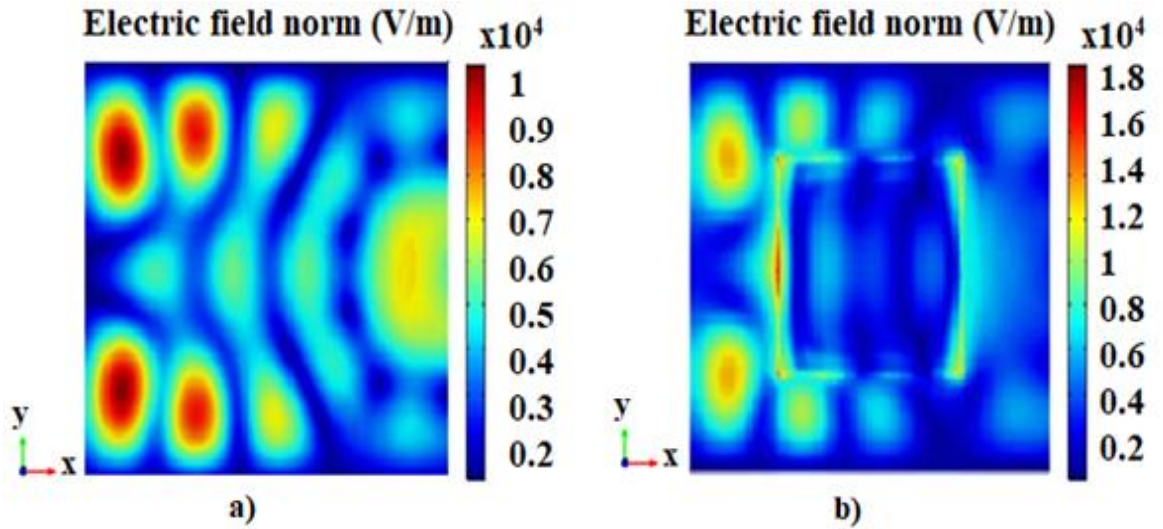 Electric field norm (V/m) x10⁴
1
0.9
0.8
0.7
0.6
0.5
0.4
0.3
0.2
y
x
a)
Electric field norm (V/m) x10⁴
1.8
1.6
1.4
1.2
1
0.8
0.6
0.4
0.2
y
x
b)